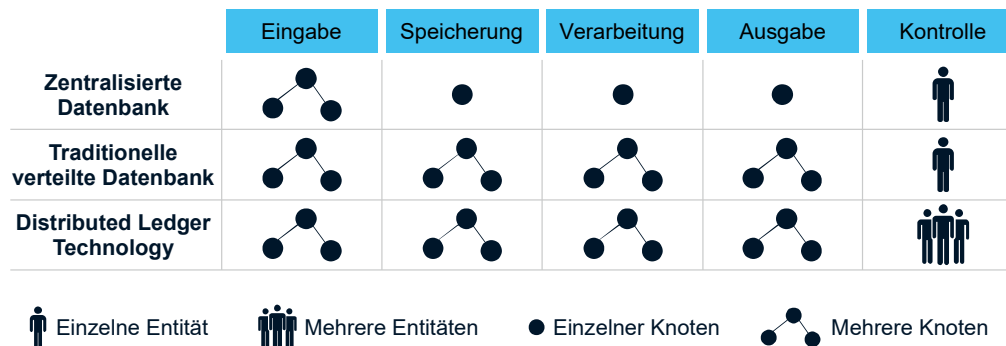 Eingabe Speicherung Verarbeitung Ausgabe Kontrolle
Zentralisierte
Datenbank
Traditionelle
verteilte Datenbank
Distributed Ledger
Technology
Einzelne Entität Mehrere Entitäten Einzelner Knoten Mehrere Knoten